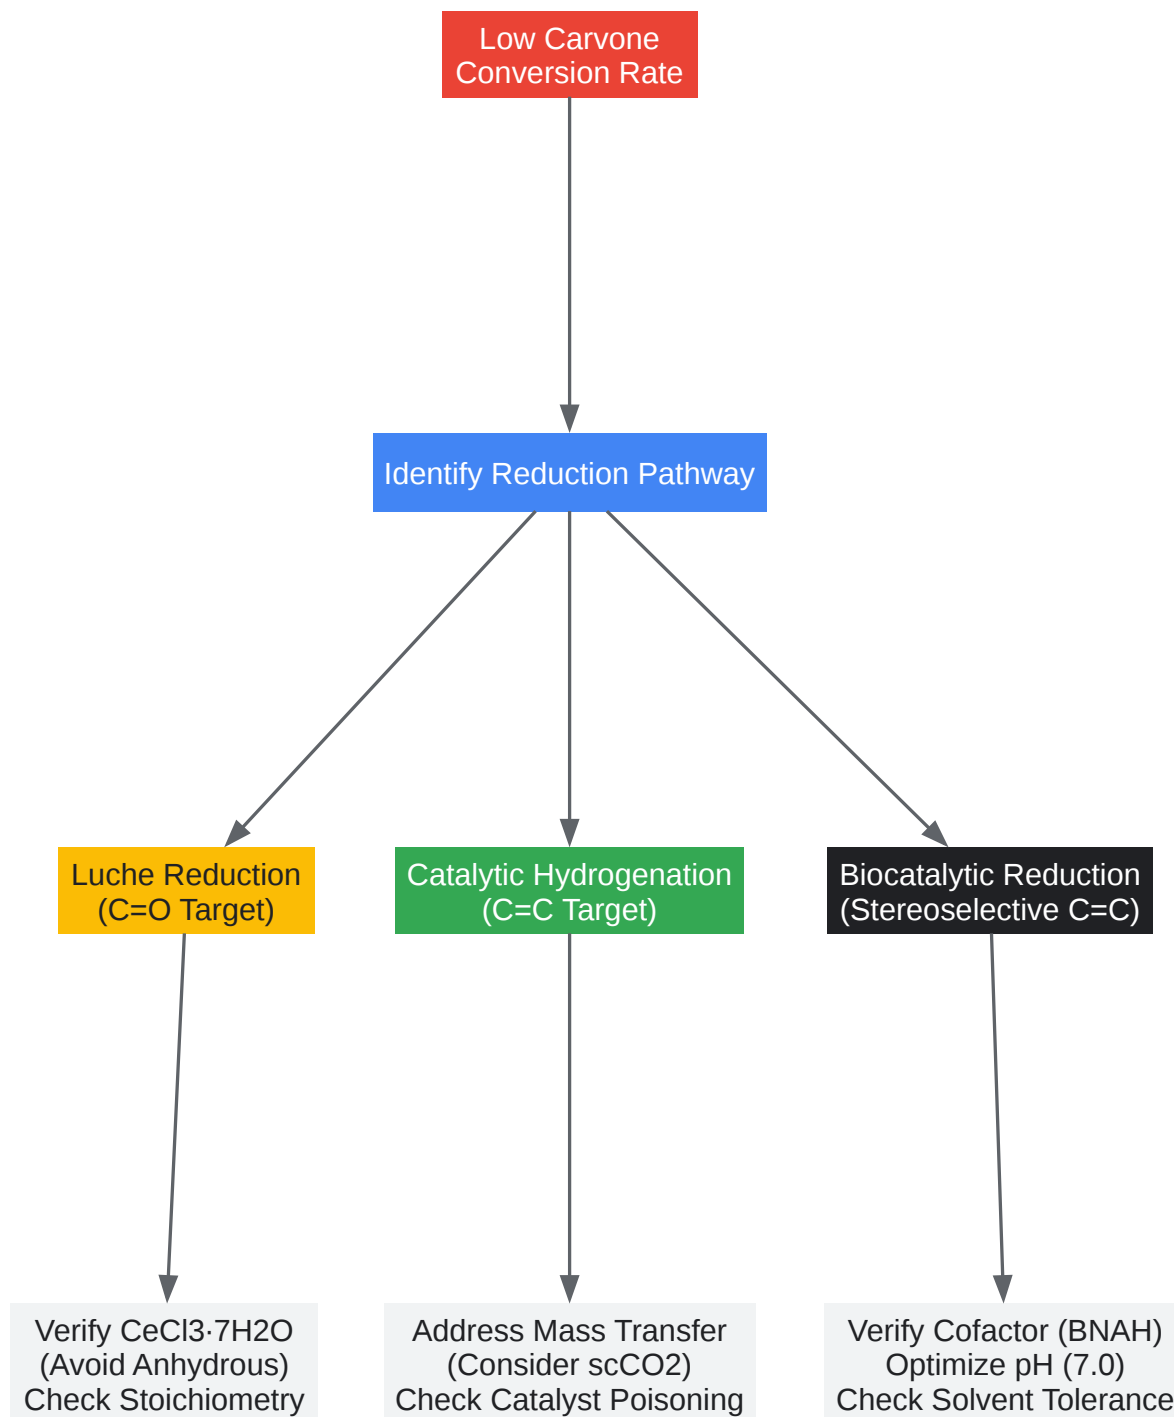 Low Carvone
Conversion Rate
Identify Reduction Pathway
Luche Reduction
(C=O Target)
Catalytic Hydrogenation
(C=C Target)
Biocatalytic Reduction
(Stereoselective C=C)
Verify CeCl3·7H2O
(Avoid Anhydrous)
Check Stoichiometry
Address Mass Transfer
(Consider scCO2)
Check Catalyst Poisoning
Verify Cofactor (BNAH)
Optimize pH (7.0)
Check Solvent Tolerance